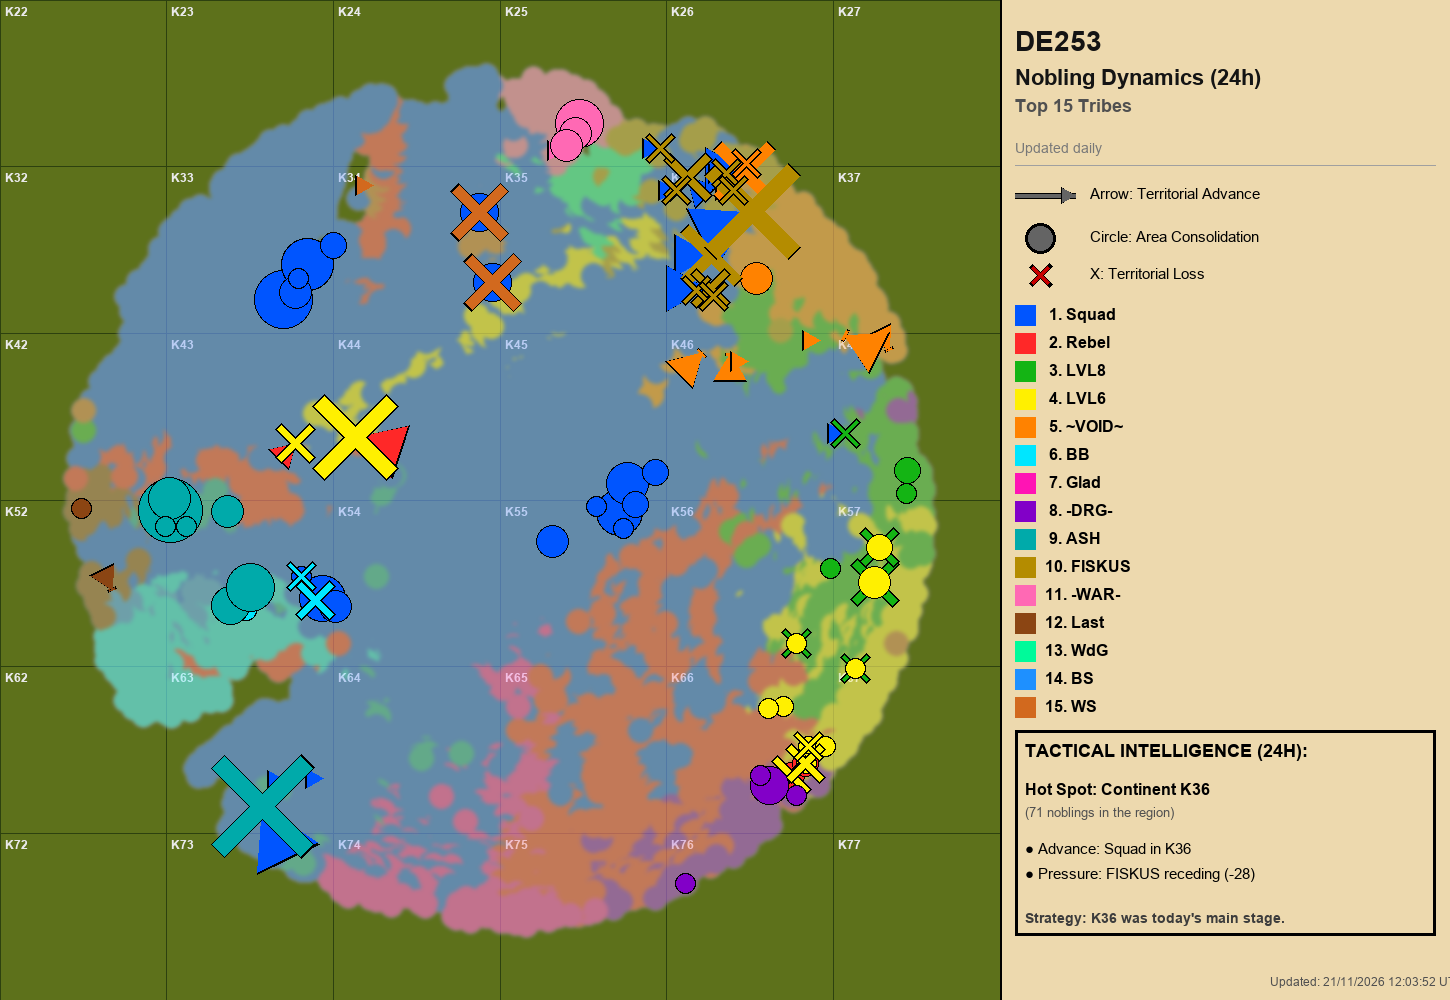 K22
K23
K24
K25
K26
K27
K32
K33
K31
K35
K37
K42
K43
K44
K45
K46
K52
K54
K55
K56
K57
K62
K63
K64
K65
K66
K72
K73
K74
K75
K76
K77
DE253
Nobling Dynamics (24h)
Top 15 Tribes
Updated daily
Arrow: Territorial Advance
Circle: Area Consolidation
X: Territorial Loss
1. Squad
2. Rebel
3. LVL8
4. LVL6
5. ~VOID~
6. BB
7. Glad
8. -DRG-
9. ASH
10. FISKUS
11. -WAR-
12. Last
13. WdG
14. BS
15. WS
TACTICAL INTELLIGENCE (24H):
Hot Spot: Continent K36
(71 noblings in the region)
● Advance: Squad in K36
● Pressure: FISKUS receding (-28)
Strategy: K36 was today's main stage.
Updated: 21/11/2026 12:03:52